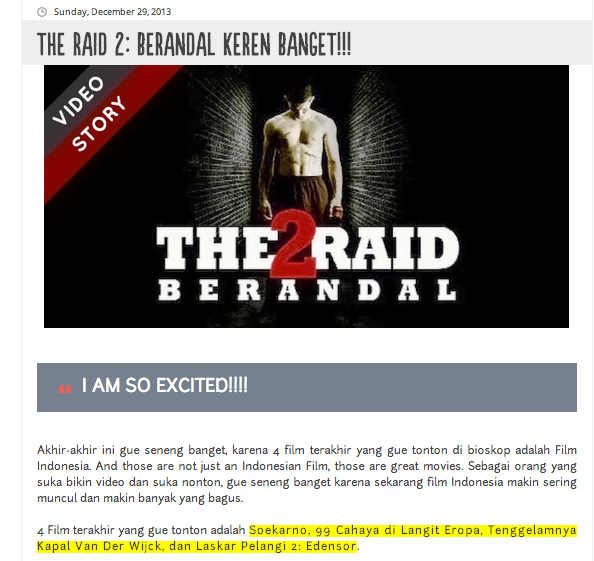 Sunday, December 29, 2013
THE RAID 2: BERANDAL KEREN BANGET!!!
VIDEO
STORY
THE 2 RAID
BERANDAL
“ I AM SO EXCITED!!!!
Akhir-akhir ini gue seneng banget, karena 4 film terakhir yang gue tonton di bioskop adalah Film
Indonesia. And those are not just an Indonesian Film, those are great movies. Sebagai orang yang
suka bikin video dan suka nonton, gue seneng banget karena sekarang film Indonesia makin sering
muncul dan makin banyak yang bagus.
4 Film terakhir yang gue tonton adalah Soekarno, 99 Cahaya di Langit Eropa, Tenggelamnya
Kapal Van Der Wijck, dan Laskar Pelangi 2: Edensor.